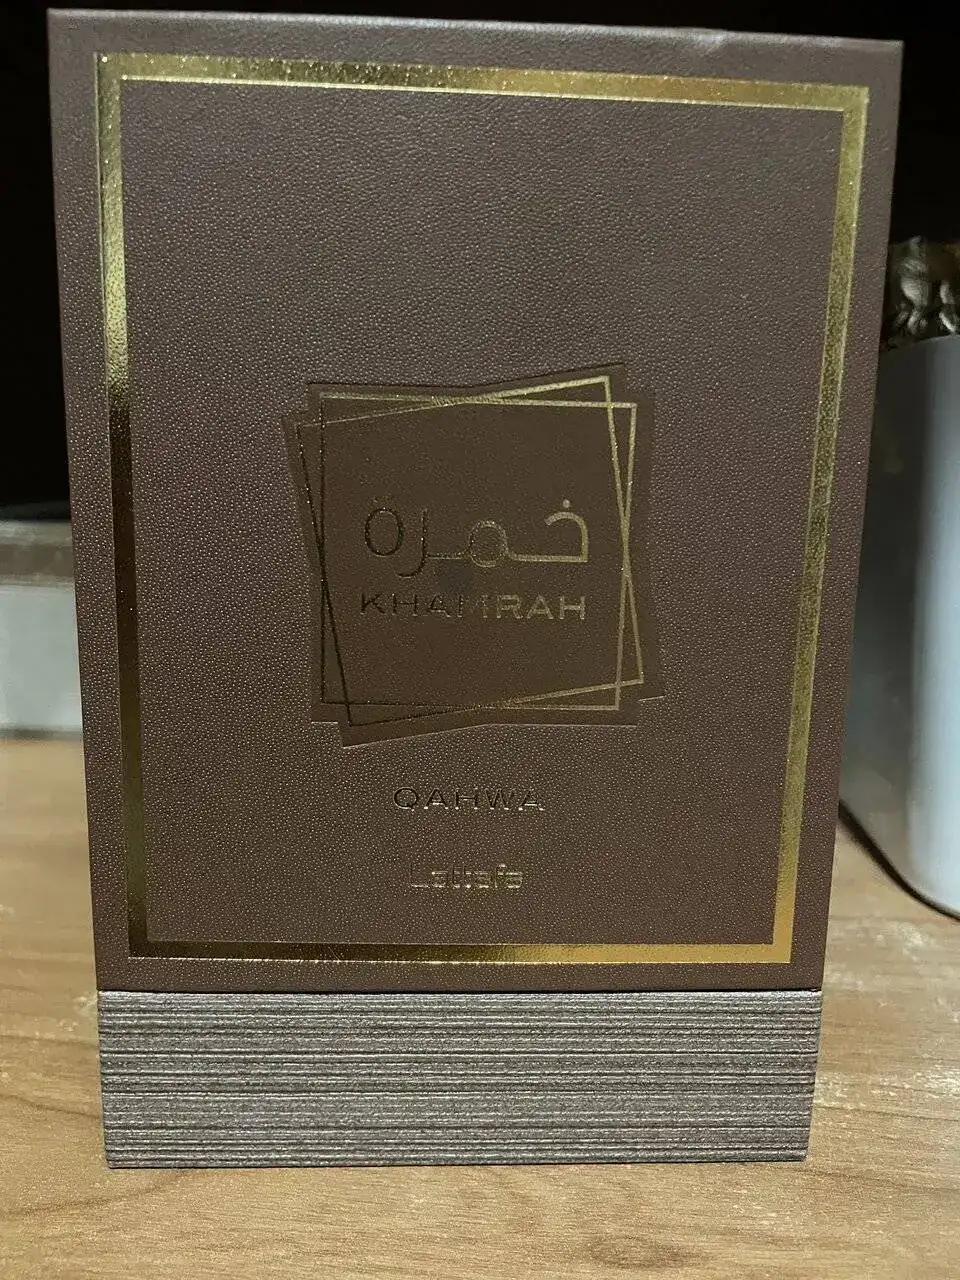 خمرة
KHAMRAH
QAHWA
Lattafa